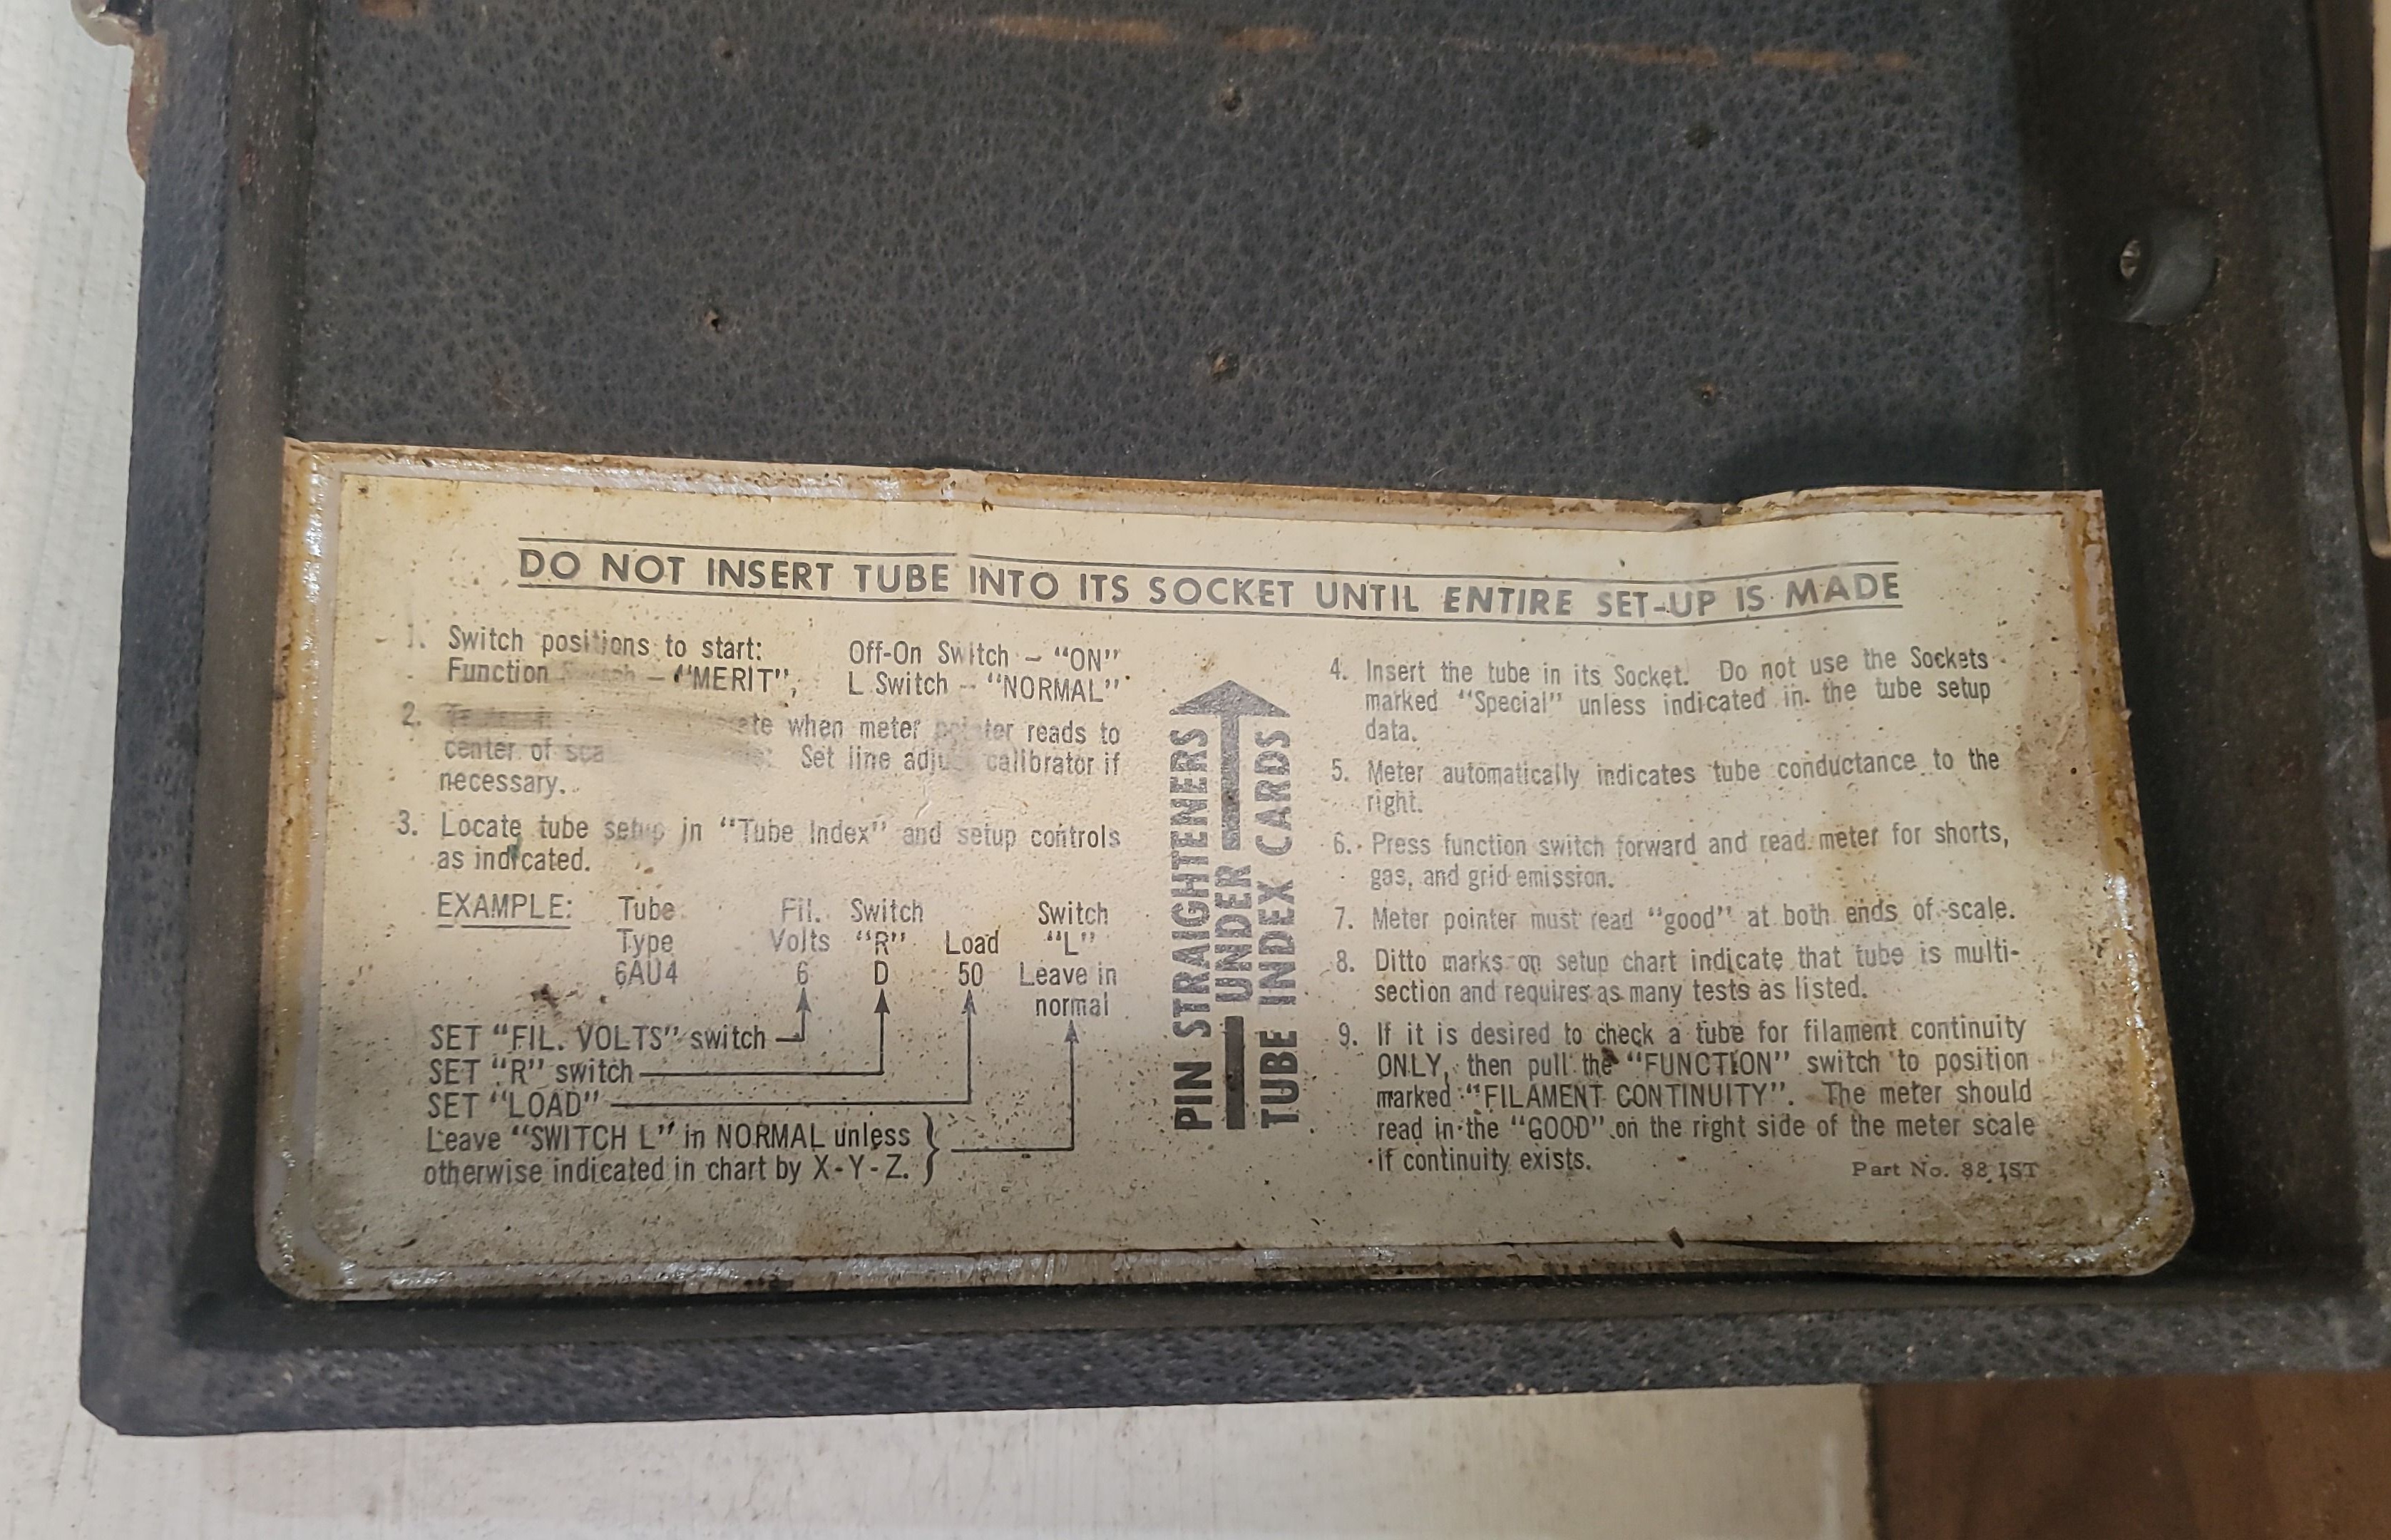 DO NOT INSERT TUBE INTO ITS SOCKET UNTIL ENTIRE SET-UP IS MADE
1. Switch positions to start: Off-On Switch – "ON"
Function – "MERIT", L Switch – "NORMAL"
2. when meter pointer reads to
center of Set line adjust calibrator if
necessary.
3. Locate tube setup in "Tube Index" and setup controls
as indicated.
EXAMPLE: Tube Fil. Switch Switch
Type Volts "R" Load "L"
6AU4 6 D 50 Leave in
normal
SET "FIL. VOLTS" switch
SET "R" switch
SET "LOAD"
Leave "SWITCH L" in NORMAL unless
otherwise indicated in chart by X-Y-Z.
PIN STRAIGHTENERS
UNDER
TUBE INDEX CARDS
4. Insert the tube in its Socket. Do not use the Sockets
marked "Special" unless indicated in the tube setup
data.
5. Meter automatically indicates tube conductance to the
right.
6. Press function switch forward and read meter for shorts,
gas, and grid emission.
7. Meter pointer must read "good" at both ends of scale.
8. Ditto marks on setup chart indicate that tube is multi-
section and requires as many tests as listed.
9. If it is desired to check a tube for filament continuity
ONLY, then pull the "FUNCTION" switch to position
marked "FILAMENT CONTINUITY". The meter should
read in the "GOOD" on the right side of the meter scale
if continuity exists.
Part No. 88 IST